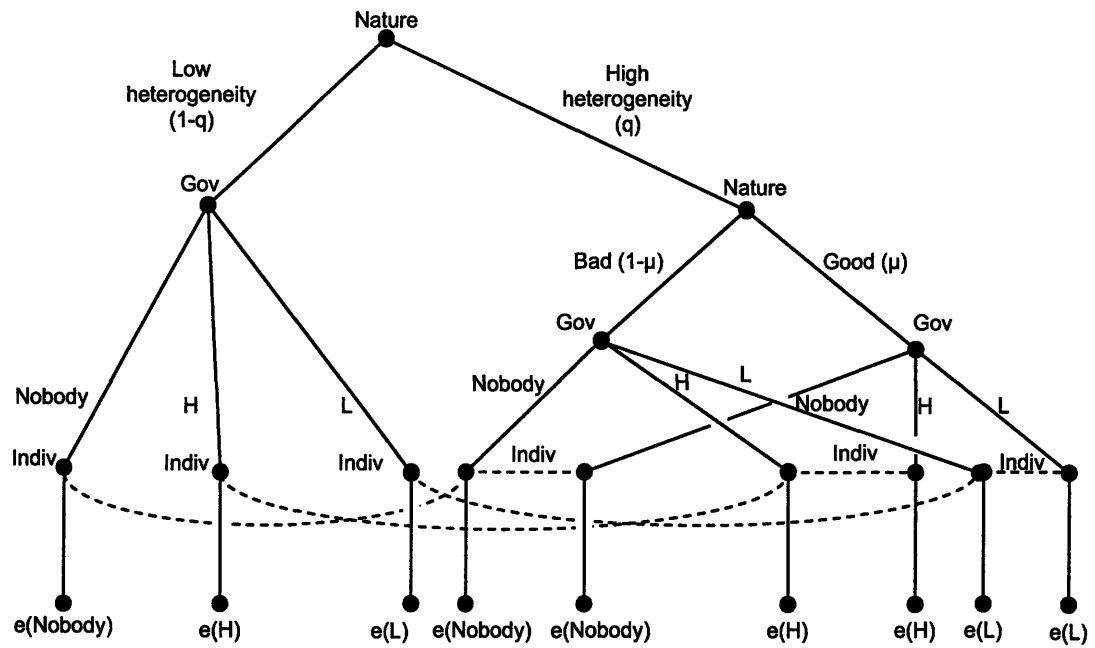 Nature
Low
heterogeneity
(1-q)
High
heterogeneity
(q)
Gov
Nature
Bad (1-μ)
Good (μ)
Gov
Gov
Nobody
H
L
Nobody
H
L
Nobody
H
L
Indiv
Indiv
Indiv
Indiv
Indiv
Indiv
e(Nobody)
e(H)
e(L)
e(Nobody)
e(Nobody)
e(H)
e(H)
e(L)
e(L)